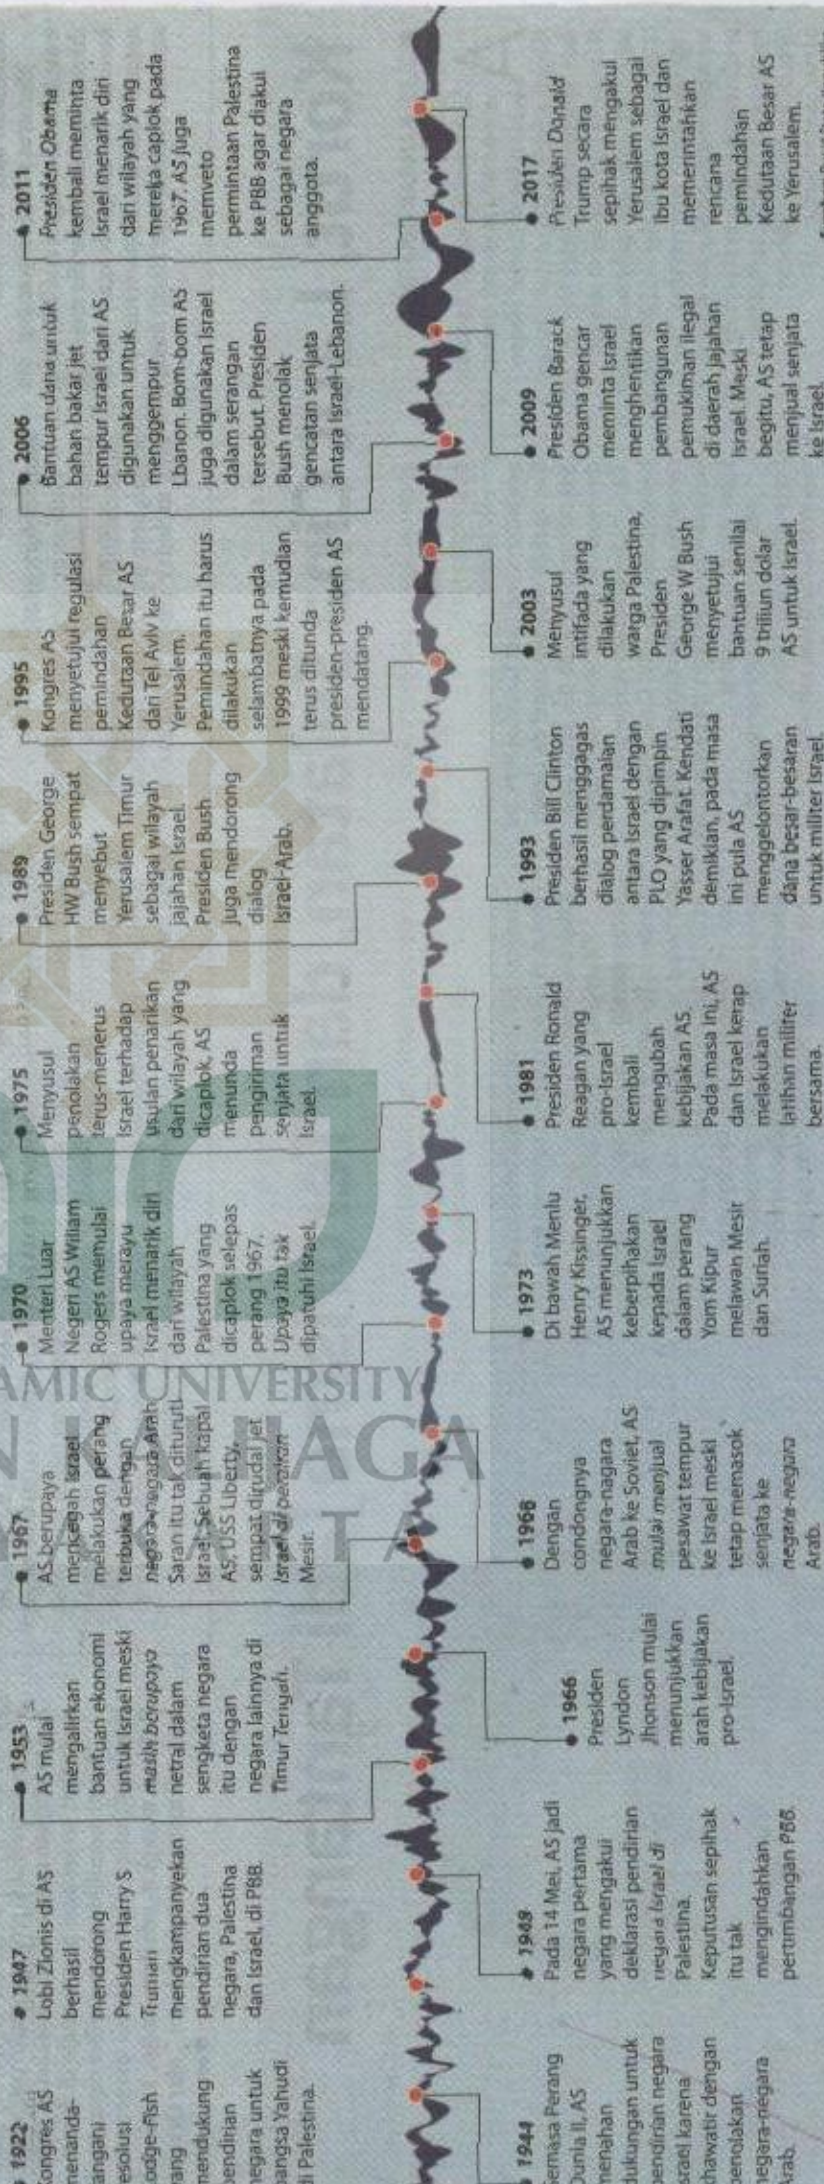 1922
ongres AS
menanda-
angani
esolusi
odge-Fish
ang
mendukung
pendirian
negara untuk
bangsa Yahudi
di Palestina.
1947
Lobi Zionis di AS
berhasil
mendorong
Presiden Harry S
Truman
mengkampanyekan
pendirian dua
negara, Palestina
dan Israel, di PBB.
1953
AS mulai
mengalirkan
bantuan ekonomi
untuk Israel meski
masih berupaya
netral dalam
sengketa negara
itu dengan
negara lainnya di
Timur Tengah.
1967
AS berupaya
mencegah Israel
melakukan perang
terbuka dengan
negara-negara Arab.
Saran itu tak dituruti
Israel. Sebuah kapal
AS, USS Liberty,
sempat dirudal jet
Israel di perairan
Mesir.
1970
Menteri Luar
Negeri AS Willam
Rogers memulai
upaya merayu
Israel menarik diri
dari wilayah
Palestina yang
dicaplok selepas
perang 1967.
Upaya itu tak
dipatuhi Israel.
1975
Menyusul
penolakan
terus-menerus
Israel terhadap
usulan penarikan
dari wilayah yang
dicaplok, AS
menunda
pengiriman
senjata untuk
Israel.
1989
Presiden George
HW Bush sempat
menyebut
Yerusalem Timur
sebagai wilayah
jajahan Israel.
Presiden Bush
juga mendorong
dialog
Israel-Arab.
1995
Kongres AS
menyetujui regulasi
pemindahan
Kedutaan Besar AS
dari Tel Aviv ke
Yerusalem.
Pemindahan itu harus
dilakukan
selambatnya pada
1999 meski kemudian
terus ditunda
presiden-presiden AS
mendatang.
2006
Bantuan dana untuk
bahan bakar jet
tempur Israel dari AS
digunakan untuk
menggempur
Lbanon. Bom-bom AS
juga digunakan Israel
dalam serangan
tersebut. Presiden
Bush menolak
gencatan senjata
antara Israel-Lebanon.
2011
Presiden Obama
kembali meminta
Israel menarik diri
dari wilayah yang
mereka caplok pada
1967. AS juga
memveto
permintaan Palestina
ke PBB agar diakui
sebagai negara
anggota.
1944
emasa Perang
Dunia II, AS
menahan
ukungan untuk
endirian negara
rael karena
hawatir dengan
enolakan
egara-negara
rab.
1948
Pada 14 Mei, AS jadi
negara pertama
yang mengakui
deklarasi pendirian
negara Israel di
Palestina.
Keputusan sepihak
itu tak
mengindahkan
pertimbangan PBB.
1966
Presiden
Lyndon
Jhonson mulai
menunjukkan
arah kebijakan
pro-Israel.
1968
Dengan
condongnya
negara-nagara
Arab ke Soviet, AS
mulai menjual
pesawat tempur
ke Israel meski
tetap memasok
senjata ke
negara-negara
Arab.
1973
Di bawah Menlu
Henry Kissinger,
AS menunjukkan
keberpihakan
kepada Israel
dalam perang
Yom Kipur
melawan Mesir
dan Suriah.
1981
Presiden Ronald
Reagan yang
pro-Israel
kembali
mengubah
kebijakan AS.
Pada masa ini, AS
dan Israel kerap
melakukan
latihan militer
bersama.
1993
Presiden Bill Clinton
berhasil menggagas
dialog perdamaian
antara Israel dengan
PLO yang dipimpin
Yasser Arafat. Kendati
demikian, pada masa
ini pula AS
menggelontorkan
dana besar-besaran
untuk militer Israel.
2003
Menyusul
intifada yang
dilakukan
warga Palestina,
Presiden
George W Bush
menyetujui
bantuan senilai
9 triliun dolar
AS untuk Israel.
2009
Presiden Barack
Obama gencar
meminta Israel
menghentikan
pembangunan
pemukiman ilegal
di daerah jajahan
Israel. Meski
begitu, AS tetap
menjual senjata
ke Israel.
2017
Presiden Donald
Trump secara
sepihak mengakui
Yerusalem sebagai
ibu kota Israel dan
memerintahkan
rencana
pemindahan
Kedutaan Besar AS
ke Yerusalem.
AMIC UNIVERSITY